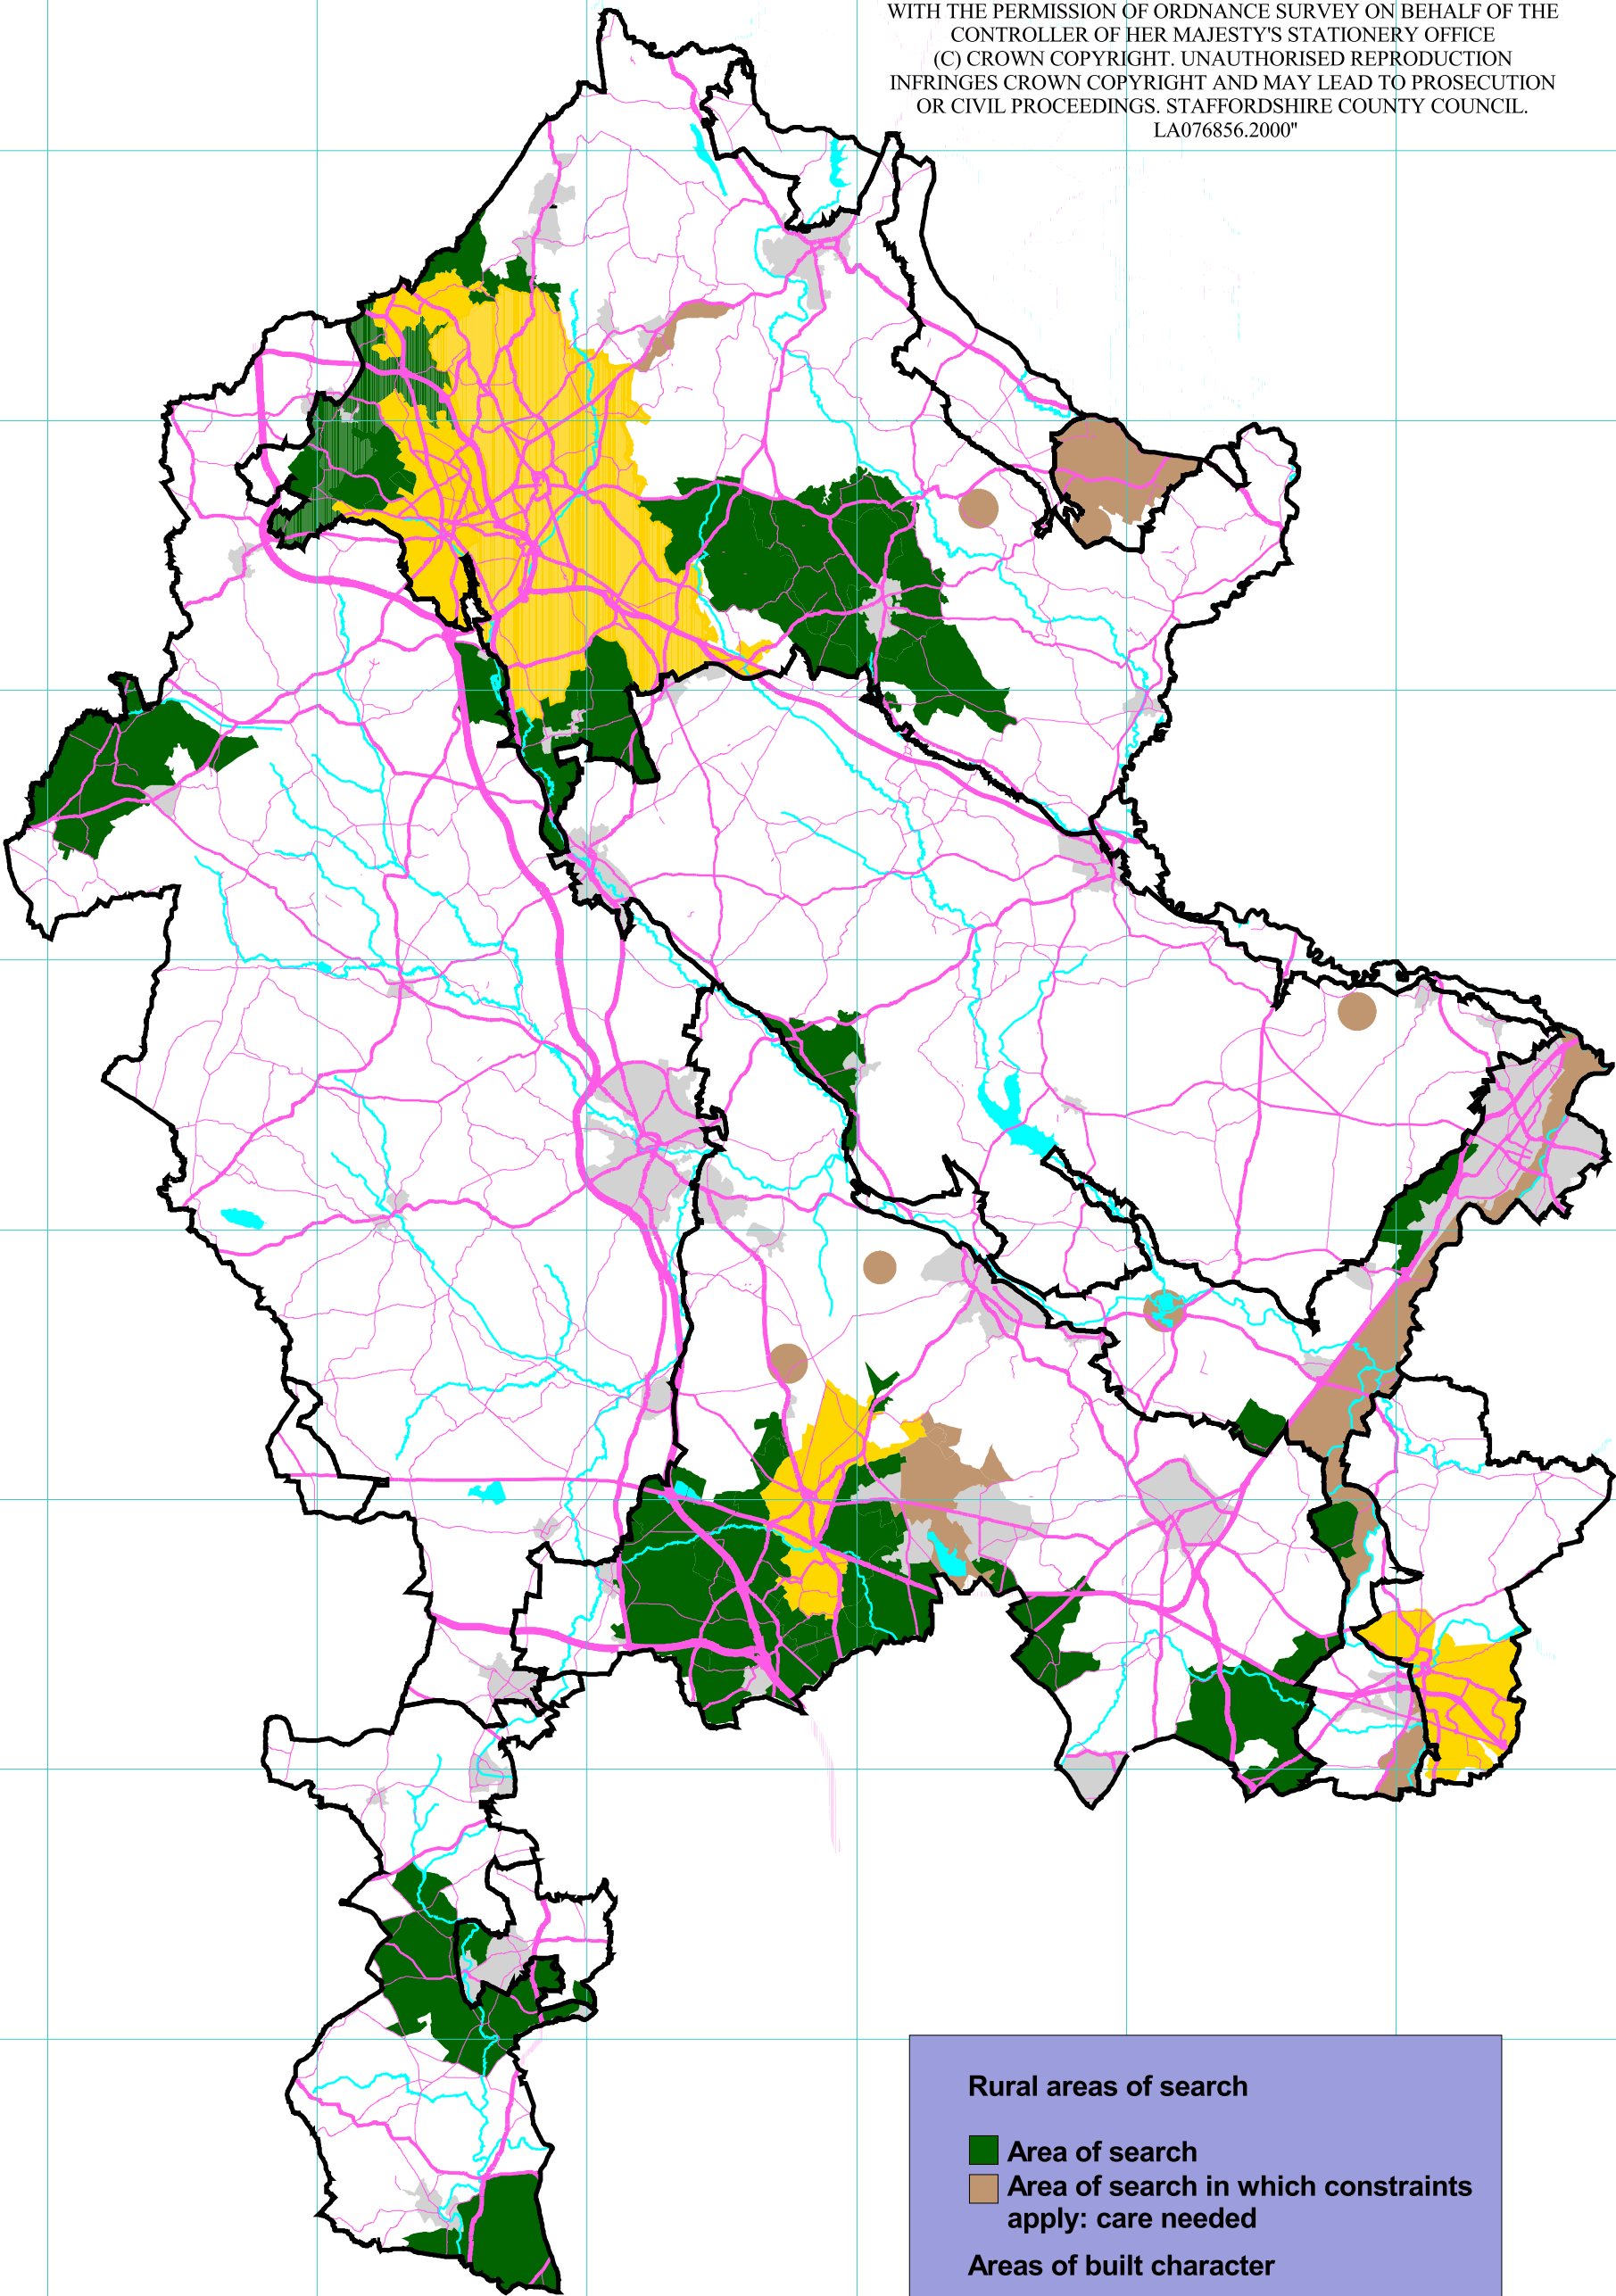 WITH THE PERMISSION OF ORDNANCE SURVEY ON BEHALF OF THE
CONTROLLER OF HER MAJESTY'S STATIONERY OFFICE
(C) CROWN COPYRIGHT. UNAUTHORISED REPRODUCTION
INFRINGES CROWN COPYRIGHT AND MAY LEAD TO PROSECUTION
OR CIVIL PROCEEDINGS. STAFFORDSHIRE COUNTY COUNCIL.
LA076856.2000"
Rural areas of search
Area of search
Area of search in which constraints
apply: care needed
Areas of built character